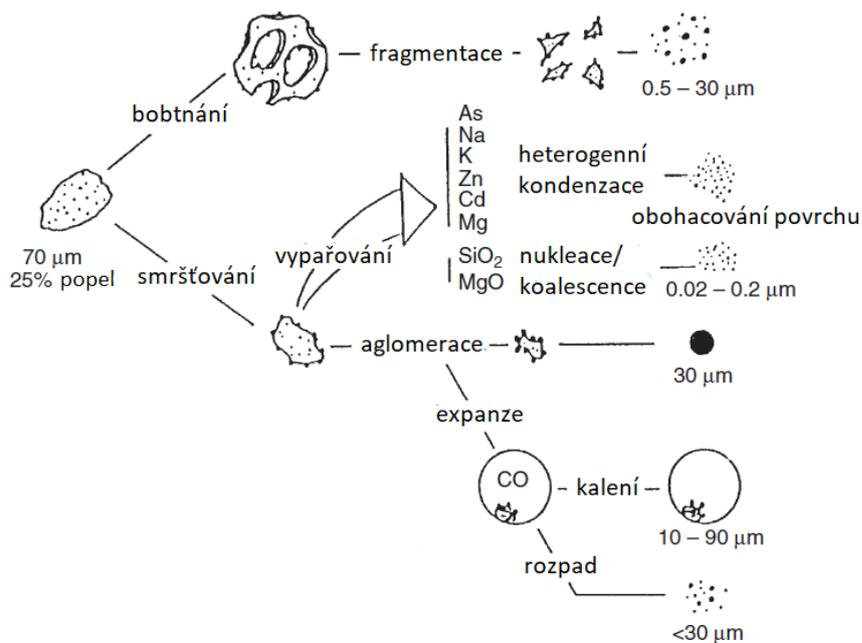 fragmentace
0.5 – 30 µm
bobtnání
As
Na
K
Zn
Cd
Mg
heterogenní
kondenzace
obohacování povrchu
70 µm
25% popel
smršťování
vypařování
SiO₂
MgO
nukleace/
koalescence
0.02 – 0.2 µm
aglomerace
30 µm
expanze
CO
kalení
10 – 90 µm
rozpad
<30 µm